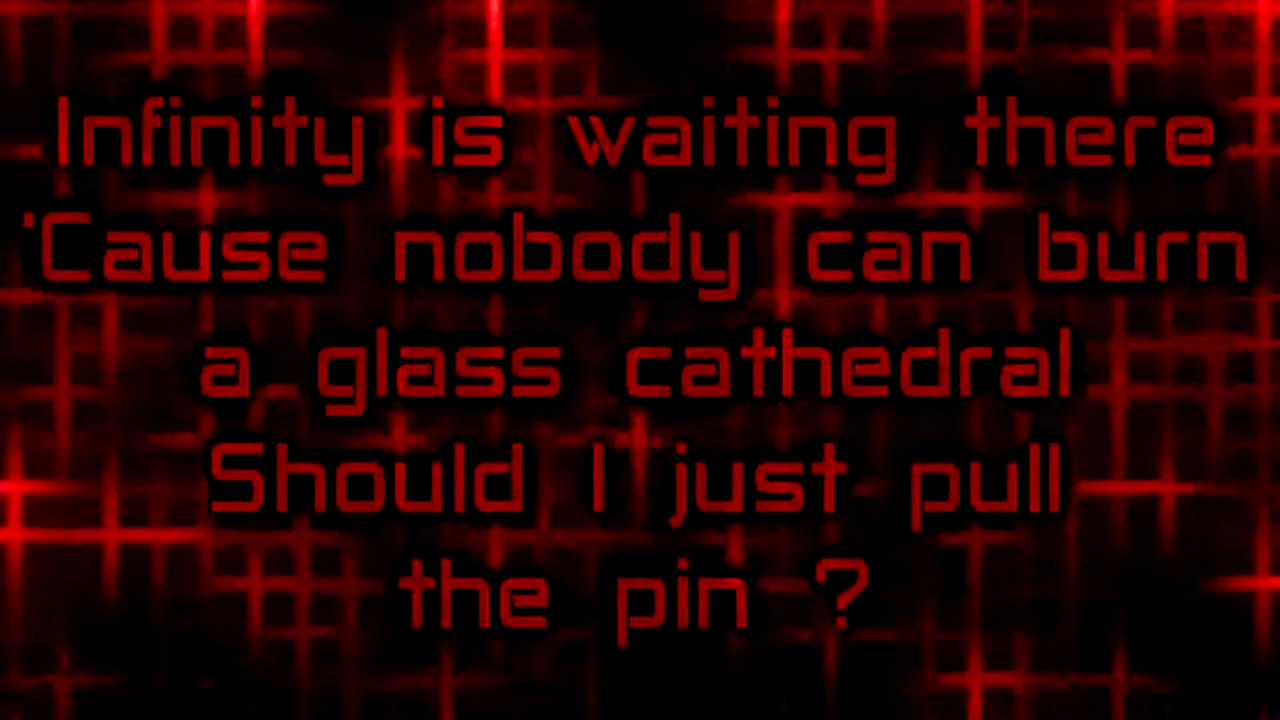 Infinity is waiting there
'Cause nobody can burn
a glass cathedral
Should I just pull
the pin ?